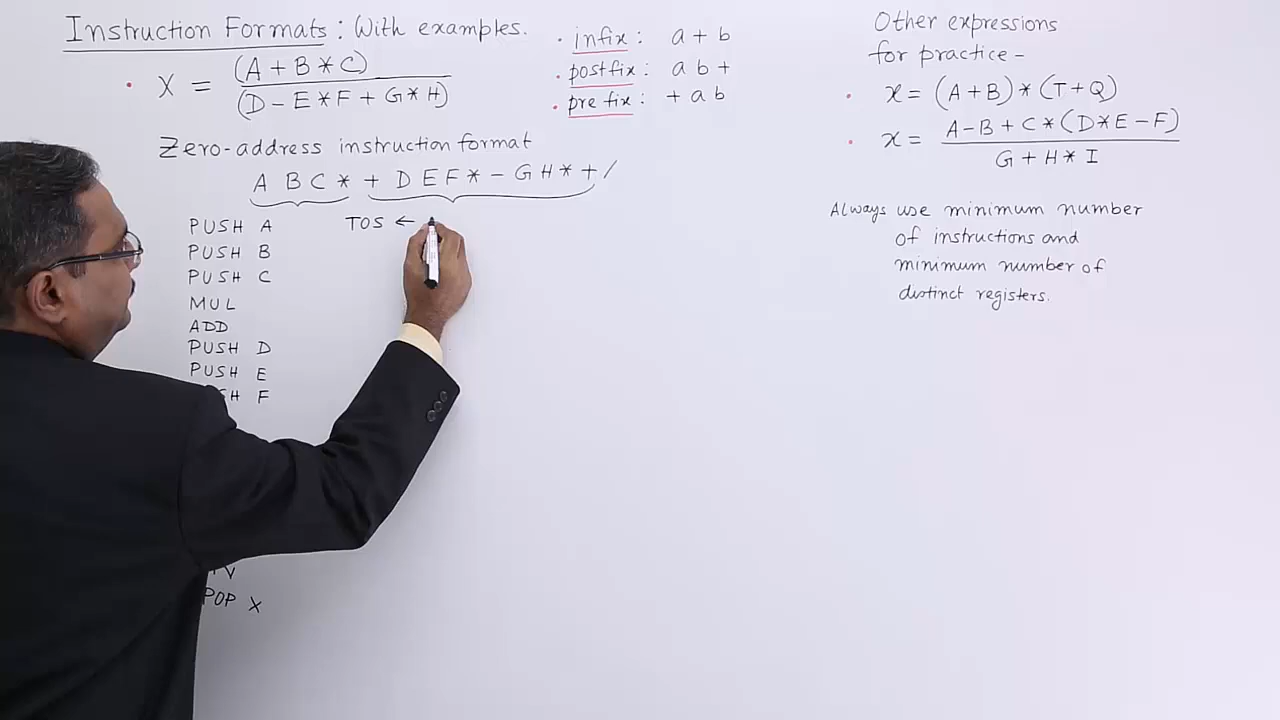 Instruction Formats: With examples.
• X = (A + B * C) / (D - E * F + G * H)
• infix: a + b
• postfix: a b +
• prefix: + a b
Zero-address instruction format
A B C * + D E F * - G H * + /
PUSH A TOS ←
PUSH B
PUSH C
MUL
ADD
PUSH D
PUSH E
F
POP X
Other expressions
for practice -
• x = (A + B) * (T + Q)
• x = A - B + C * (D * E - F) / G + H * I
Always use minimum number
of instructions and
minimum number of
distinct registers.